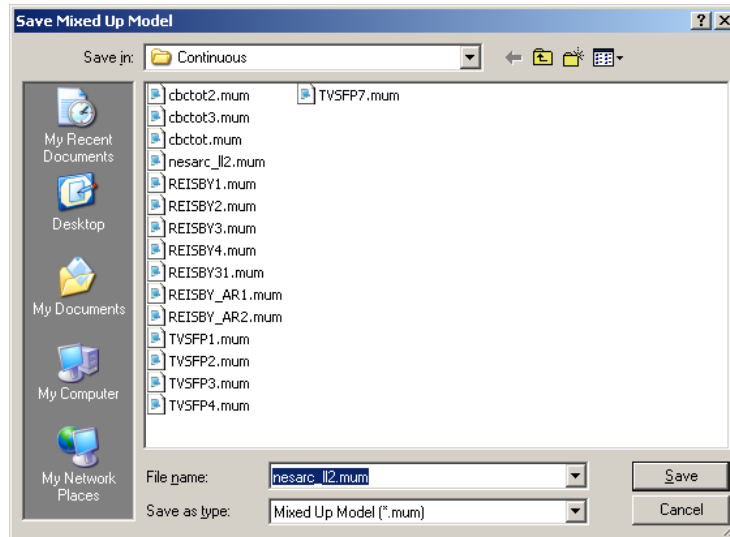 Save Mixed Up Model
Save in: Continuous
cbctot2.mum TVSFP7.mum
cbctot3.mum
cbctot.mum
nesarc_ll2.mum
REISBY1.mum
REISBY2.mum
REISBY3.mum
REISBY4.mum
REISBY31.mum
REISBY_AR1.mum
REISBY_AR2.mum
TVSFP1.mum
TVSFP2.mum
TVSFP3.mum
TVSFP4.mum
My Recent
Documents
Desktop
My Documents
My Computer
My Network
Places
File name: nesarc_ll2.mum Save
Save as type: Mixed Up Model (*.mum) Cancel